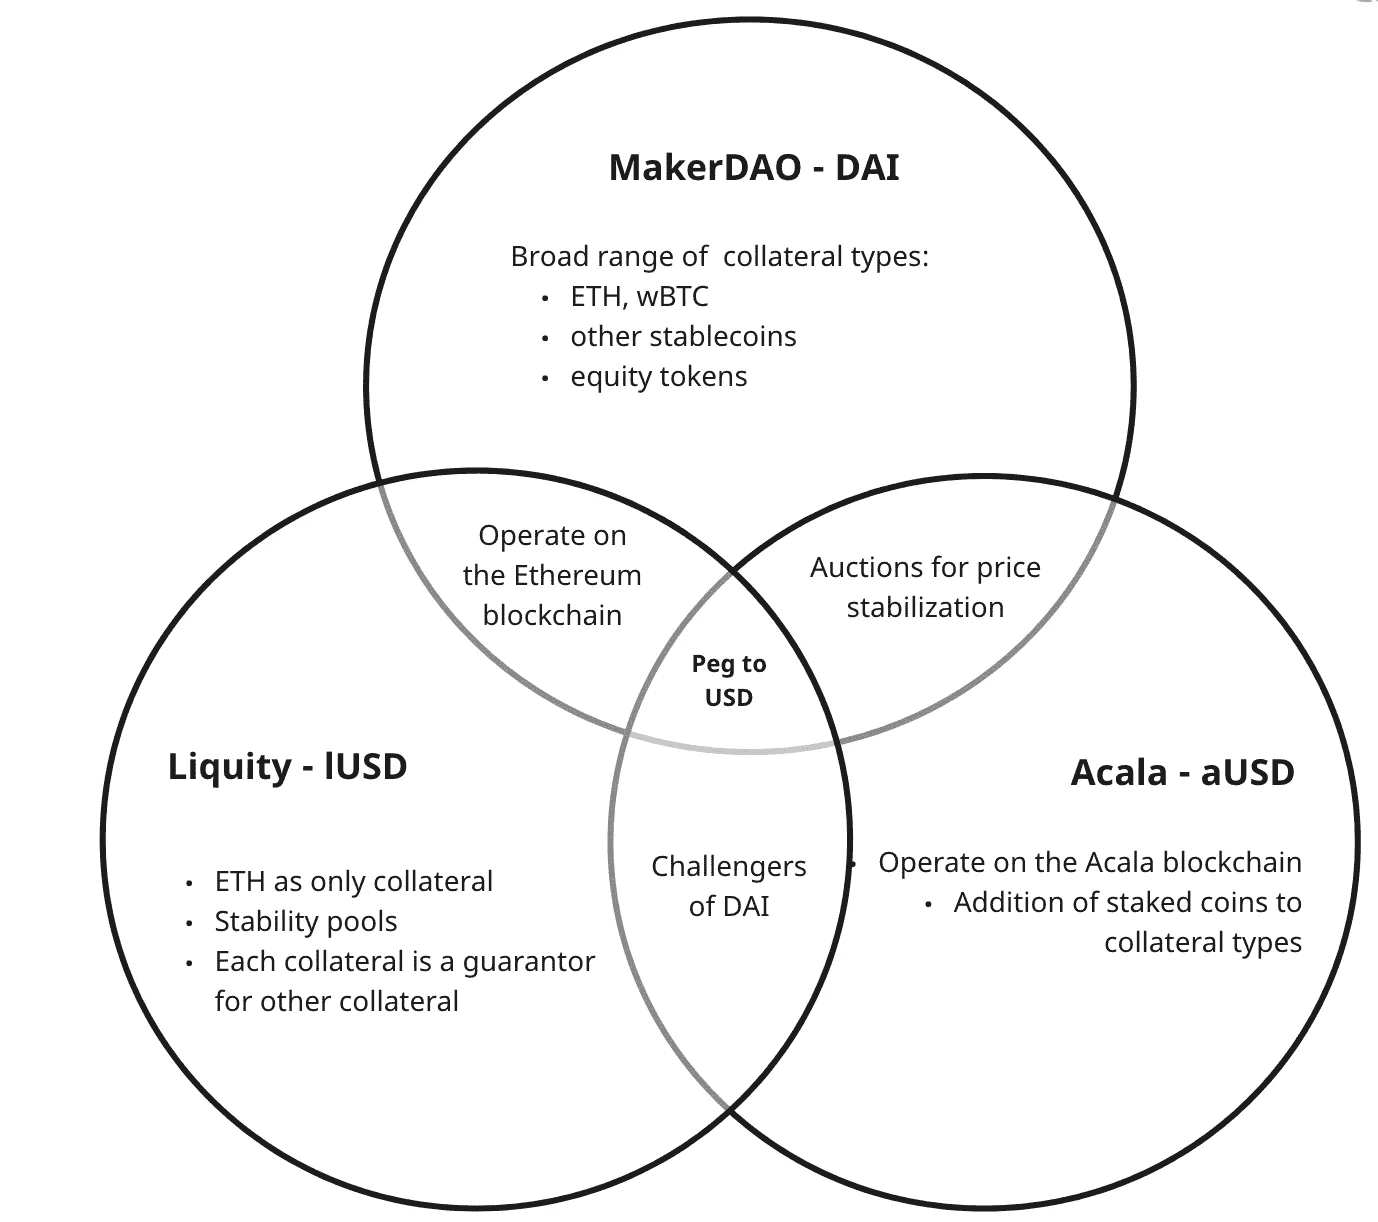 MakerDAO - DAI
Broad range of  collateral types:
• ETH, wBTC
• other stablecoins
• equity tokens
Operate on
the Ethereum
blockchain
Auctions for price
stabilization
Peg to
USD
Liquity - lUSD
• ETH as only collateral
• Stability pools
• Each collateral is a guarantor
for other collateral
Challengers
of DAI
Acala - aUSD
• Operate on the Acala blockchain
• Addition of staked coins to
collateral types